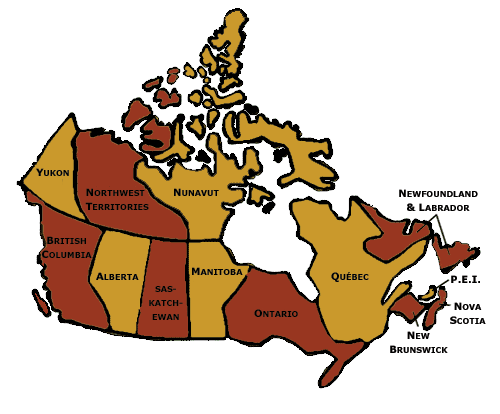 YUKON
NORTHWEST
TERRITORIES
NUNAVUT
NEWFOUNDLAND
& LABRADOR
BRITISH
COLUMBIA
ALBERTA
SAS-
KATCH-
EWAN
MANITOBA
ONTARIO
QUÉBEC
P.E.I.
NOVA
SCOTIA
NEW
BRUNSWICK